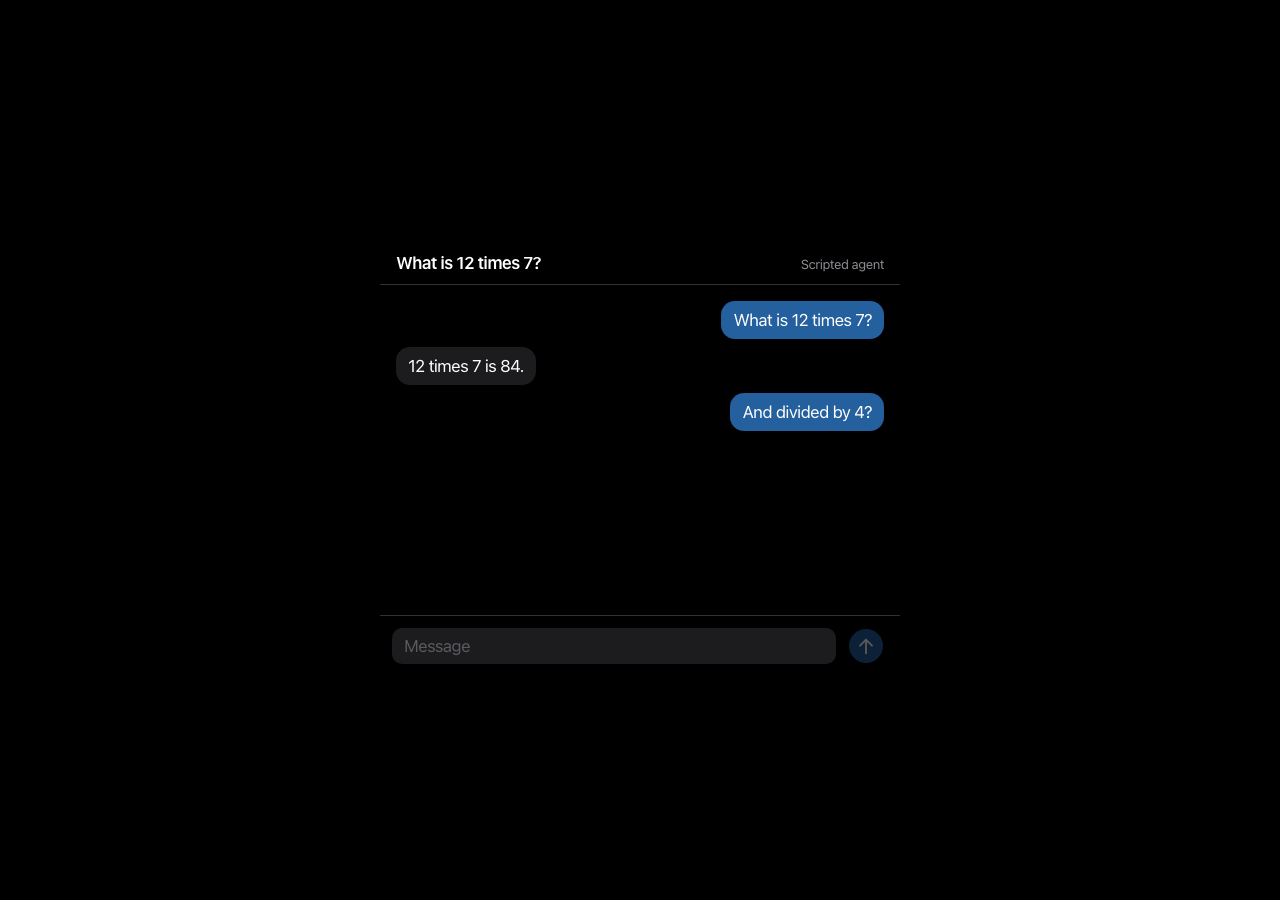 What is 12 times 7?
Scripted agent
What is 12 times 7?
12 times 7 is 84.
And divided by 4?
Message